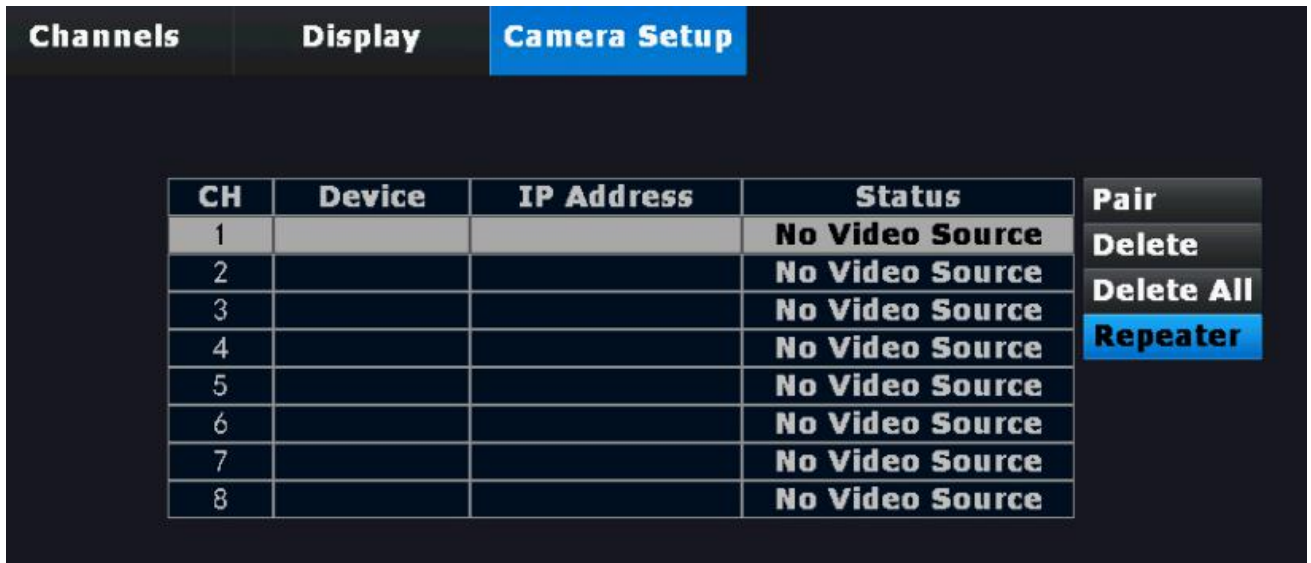 Channels Display Camera Setup
CH Device IP Address Status Pair
1 No Video Source Delete
2 No Video Source Delete All
3 No Video Source Repeater
4 No Video Source
5 No Video Source
6 No Video Source
7 No Video Source
8 No Video Source